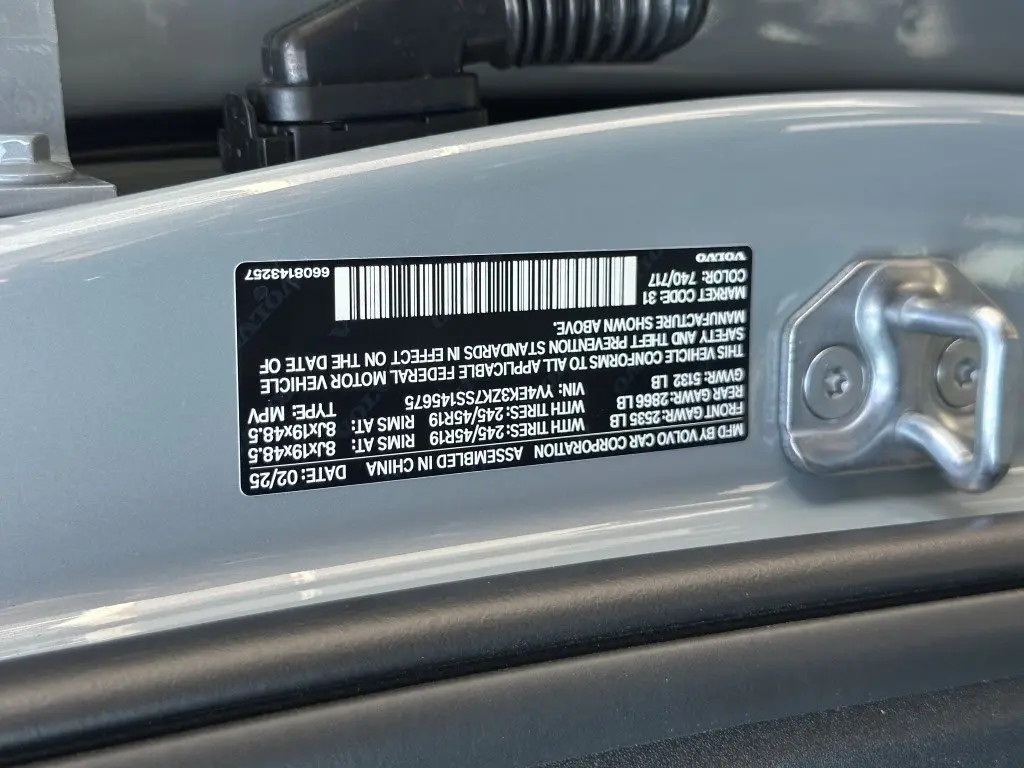 MFD BY VOLVO CAR CORPORATION ASSEMBLED IN CHINA DATE: 02/25
FRONT GAWR: 2535 LB WITH TIRES: 245/45R19 RIMS AT: 8Jx19x48.5
REAR GAWR: 2866 LB WITH TIRES: 245/45R19 RIMS AT: 8Jx19x48.5
GVWR: 5132 LB VIN: YV4EK3ZK7SS145675 TYPE: MPV
THIS VEHICLE CONFORMS TO ALL APPLICABLE FEDERAL MOTOR VEHICLE
SAFETY AND THEFT PREVENTION STANDARDS IN EFFECT ON THE DATE OF
MANUFACTURE SHOWN ABOVE.
MARKET CODE: 31
COLOR: 740/717
VOLVO
6608143257